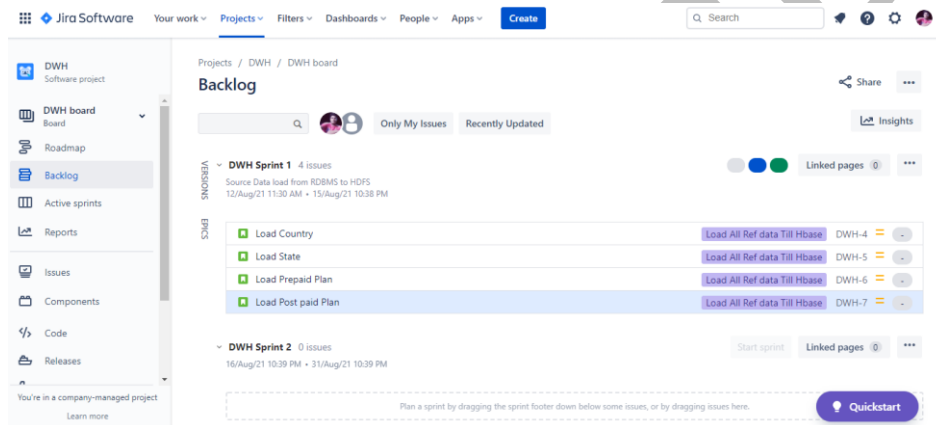 Jira Software Your work Projects Filters Dashboards People Apps Create Search
DWH
Software project
DWH board
Board
Roadmap
Backlog
Active sprints
Reports
Issues
Components
Code
Releases
You're in a company-managed project
Learn more
Projects / DWH / DWH board
Backlog
Share
Only My Issues Recently Updated
Insights
VERSIONS
EPICS
DWH Sprint 1 4 issues Linked pages 0
Source Data load from RDBMS to HDFS
12/Aug/21 11:30 AM • 15/Aug/21 10:38 PM
Load Country Load All Ref data Till Hbase DWH-4 -
Load State Load All Ref data Till Hbase DWH-5 -
Load Prepaid Plan Load All Ref data Till Hbase DWH-6 -
Load Post paid Plan Load All Ref data Till Hbase DWH-7 -
DWH Sprint 2 0 issues Start sprint Linked pages 0
16/Aug/21 10:39 PM • 31/Aug/21 10:39 PM
Plan a sprint by dragging the sprint footer down below some issues, or by dragging issues here.
Quickstart